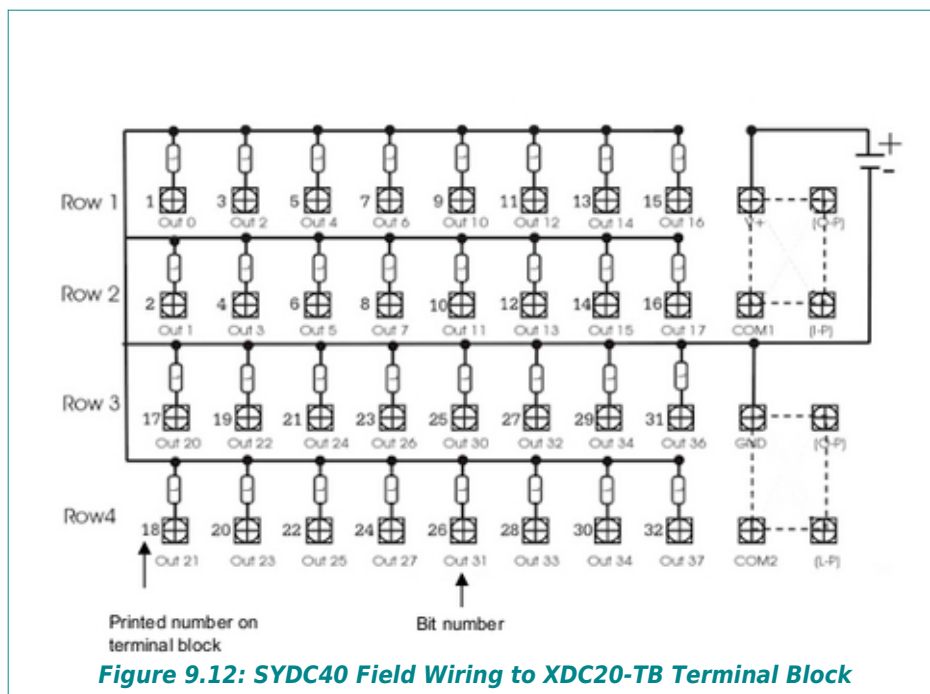 +
-
Row 1
1 3 5 7 9 11 13 15
Out 0 Out 2 Out 4 Out 6 Out 10 Out 12 Out 14 Out 16 V+ (O-P)
Row 2
2 4 6 8 10 12 14 16
Out 1 Out 3 Out 5 Out 7 Out 11 Out 13 Out 15 Out 17 COM1 (I-P)
Row 3
17 19 21 23 25 27 29 31
Out 20 Out 22 Out 24 Out 26 Out 30 Out 32 Out 34 Out 36 GND (O-P)
Row4
18 20 22 24 26 28 30 32
Out 21 Out 23 Out 25 Out 27 Out 31 Out 33 Out 34 Out 37 COM2 (L-P)
Printed number on
terminal block
Bit number
Figure 9.12: SYDC40 Field Wiring to XDC20-TB Terminal Block